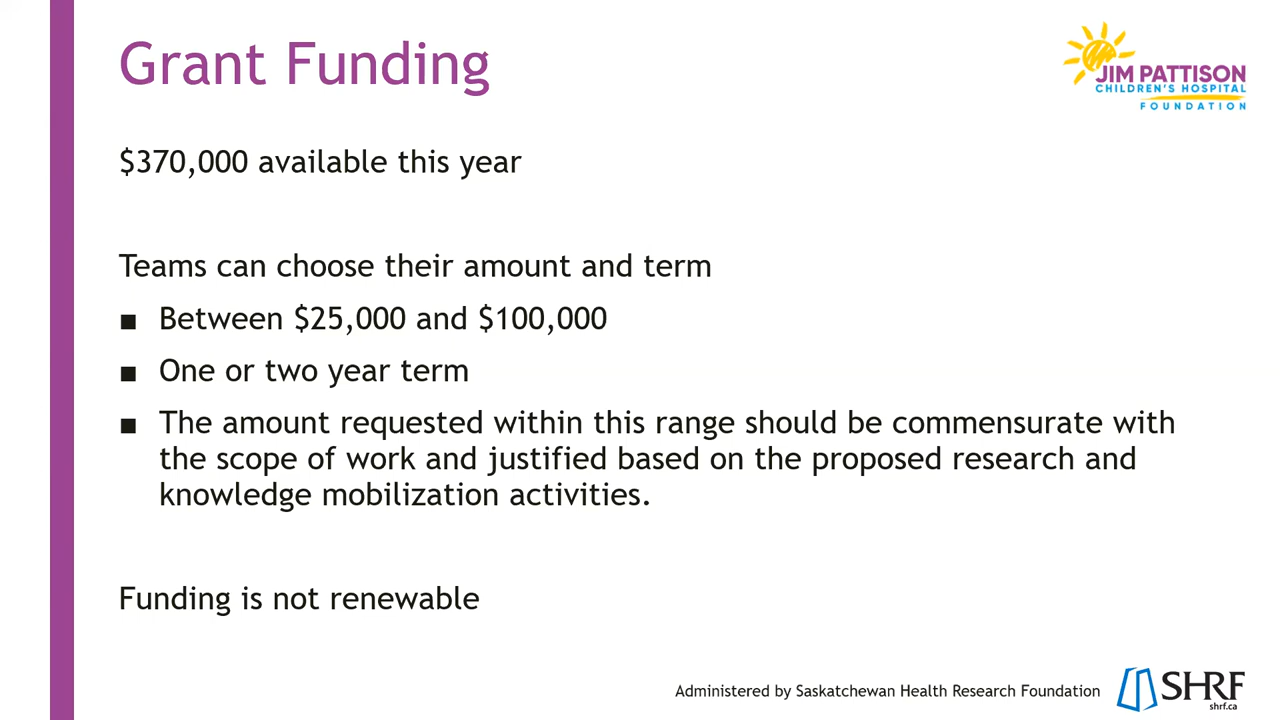 Grant Funding
JIM PATTISON
CHILDREN'S HOSPITAL
FOUNDATION
$370,000 available this year
Teams can choose their amount and term
■ Between $25,000 and $100,000
■ One or two year term
■ The amount requested within this range should be commensurate with
the scope of work and justified based on the proposed research and
knowledge mobilization activities.
Funding is not renewable
Administered by Saskatchewan Health Research Foundation
SHRF
shrf.ca